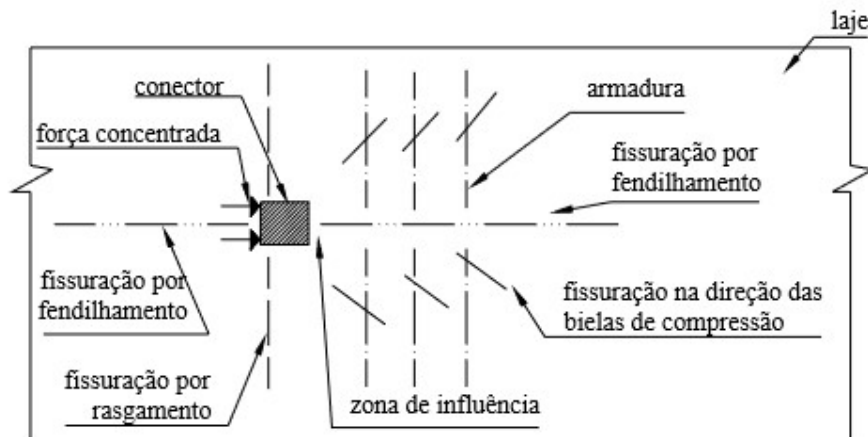 laje
conector
armadura
força concentrada
fissuração por
fendilhamento
fissuração por
fendilhamento
fissuração na direção das
bielas de compressão
fissuração por
rasgamento
zona de influência